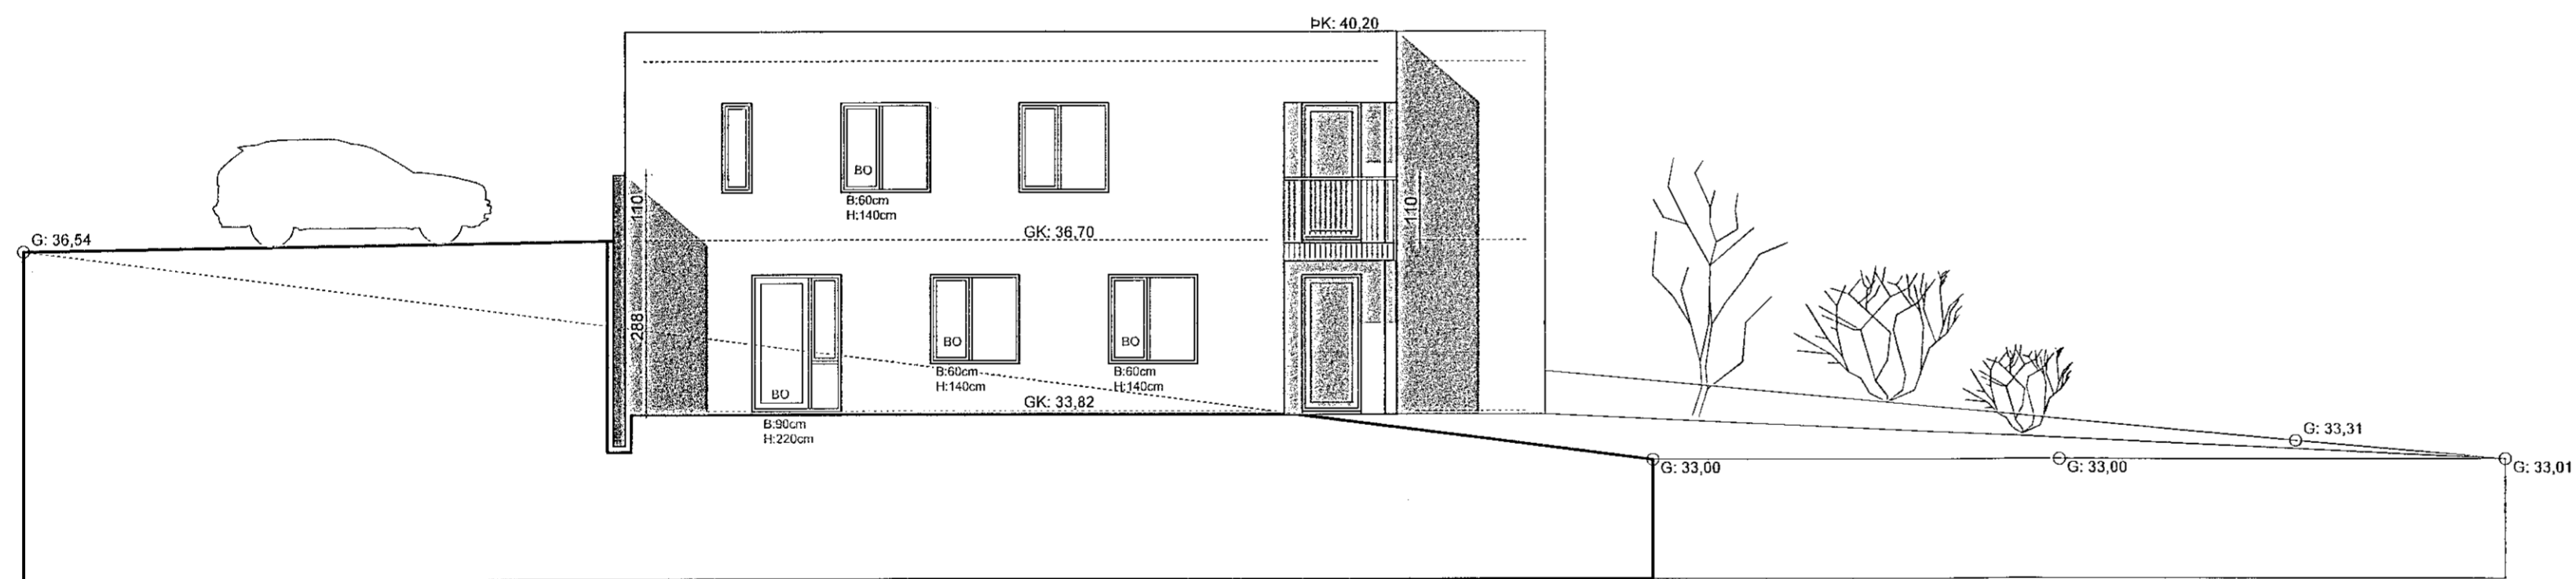 ÞK: 40,20
BO
B:60cm
H:140cm
110
110
G: 36,54
GK: 36,70
288
BO
BO
BO
B:60cm
H:140cm
B:60cm
H:140cm
GK: 33,82
B:90cm
H:220cm
G: 33,31
G: 33,00
G: 33,00
G: 33,01